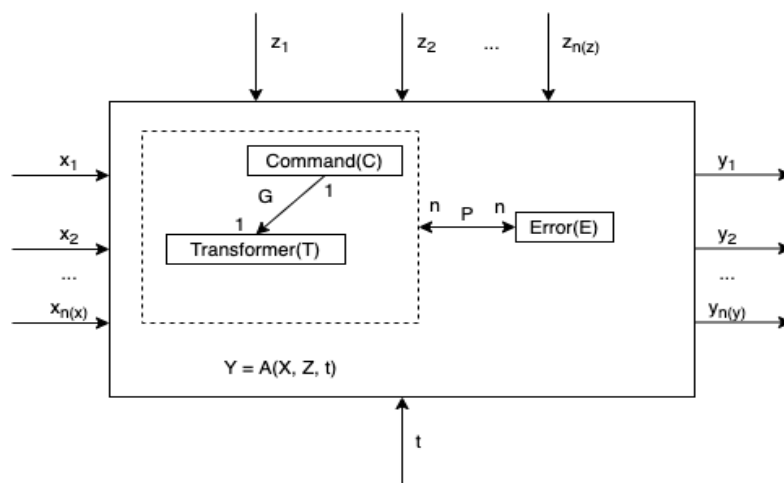 z₁ z₂ ... zₙ₍z₎
x₁
x₂
...
xₙ₍ₓ₎
Command(C)
G
1
1
Transformer(T)
n P n
Error(E)
y₁
y₂
...
yₙ₍y₎
Y = A(X, Z, t)
t